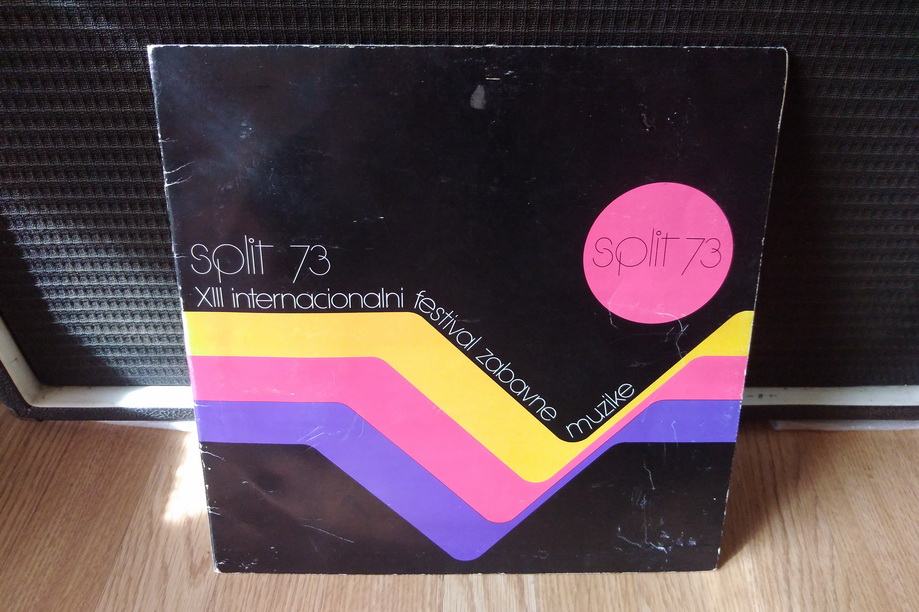 split 73
XIII internacionalni festival zabavne muzike
split 73